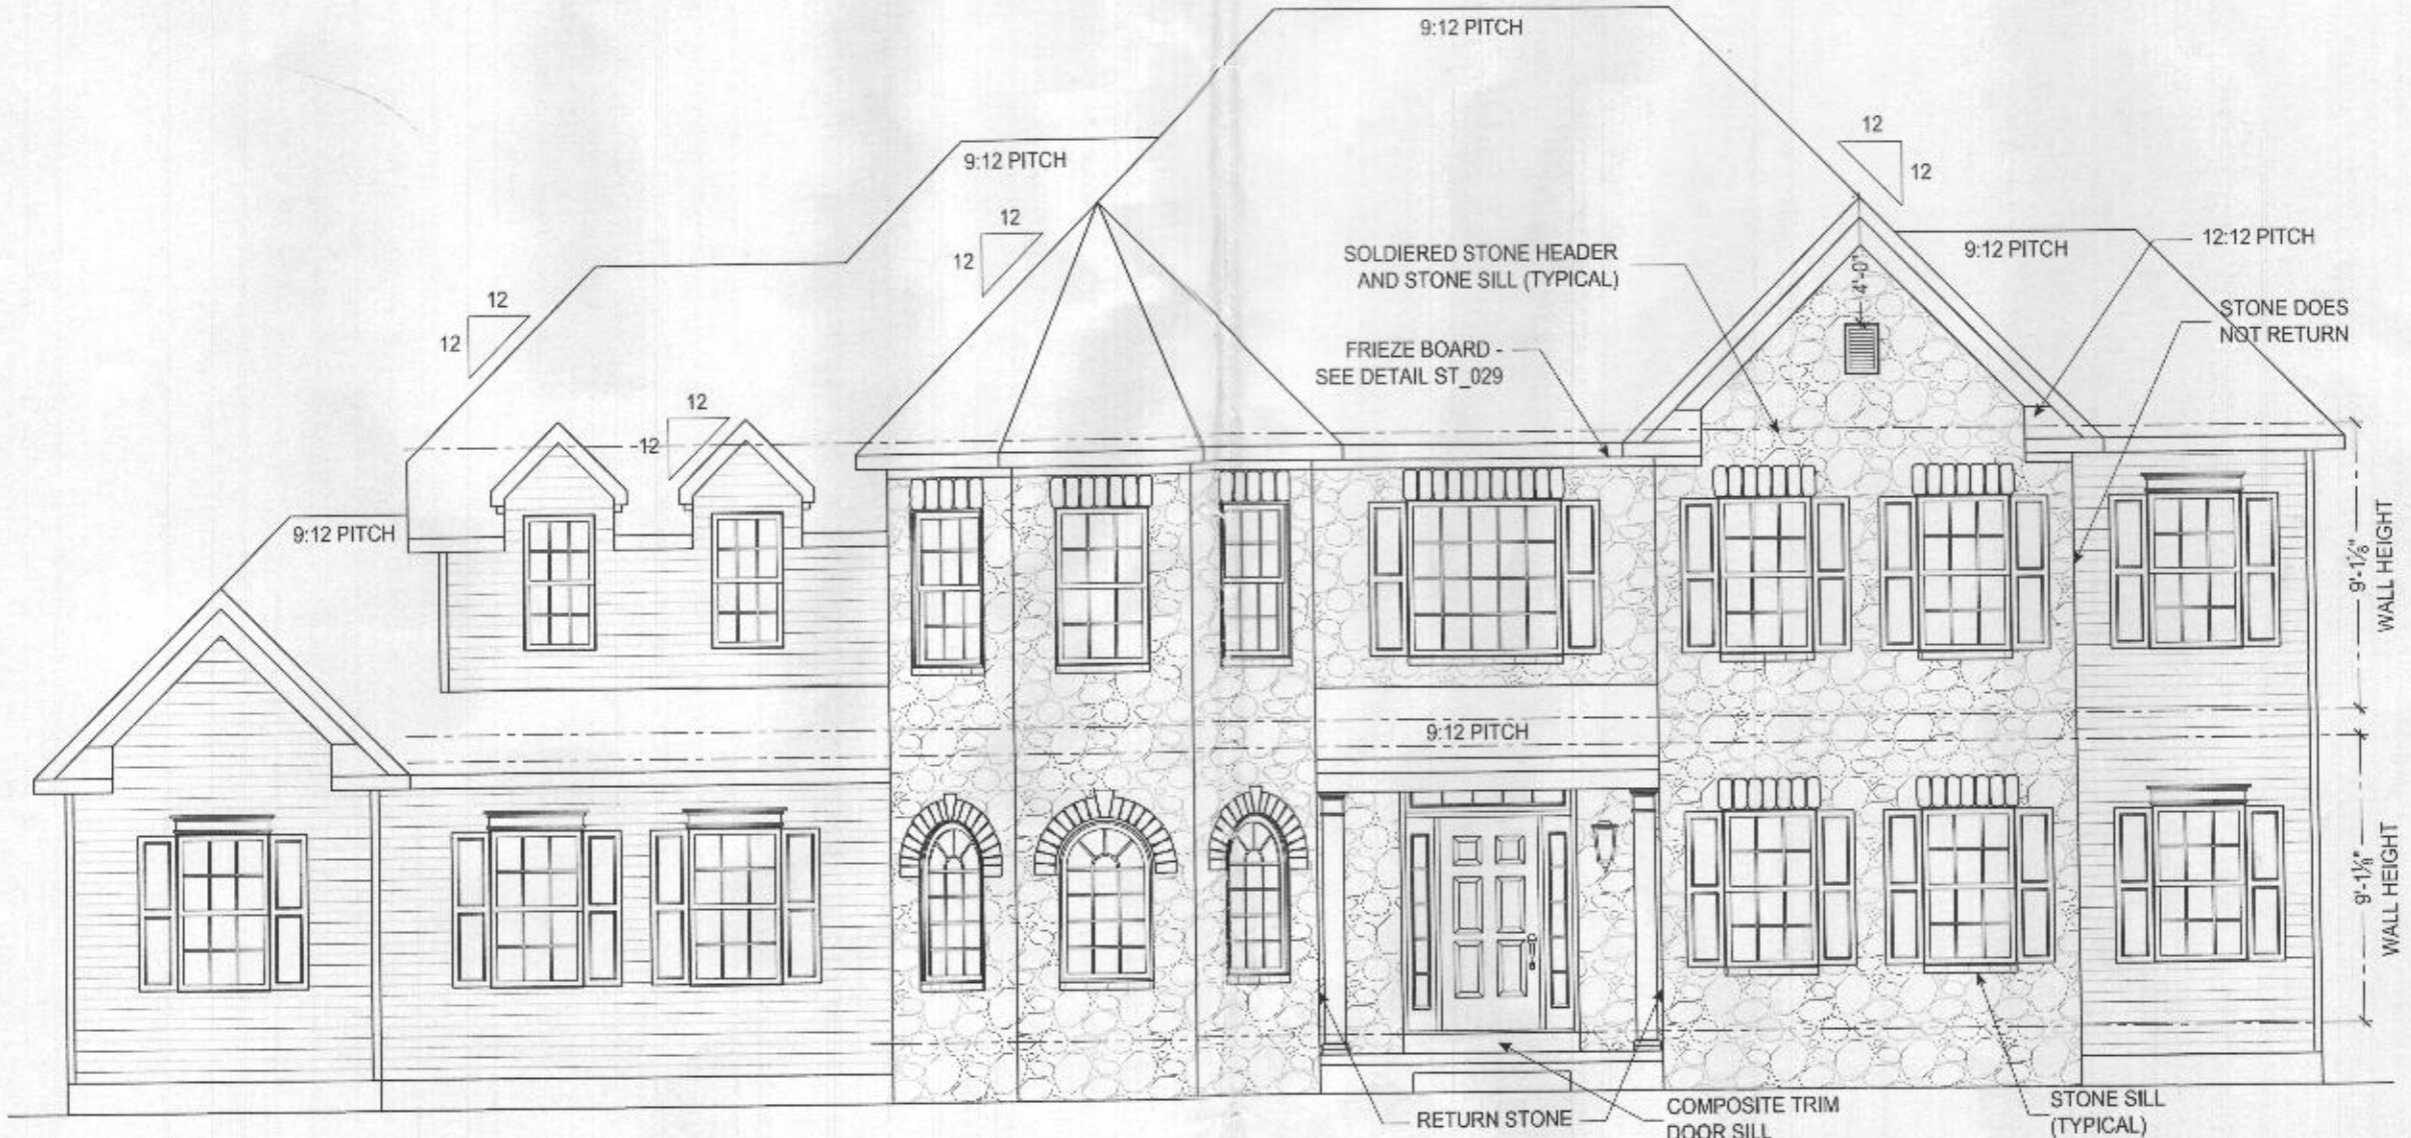 9:12 PITCH
12
12
9:12 PITCH
12
12
12:12 PITCH
9:12 PITCH
SOLDIERED STONE HEADER
AND STONE SILL (TYPICAL)
4'-0"
12
12
STONE DOES
NOT RETURN
FRIEZE BOARD -
SEE DETAIL ST_029
12
12
9:12 PITCH
9'-1⅛"
WALL HEIGHT
9:12 PITCH
9'-1⅛"
WALL HEIGHT
RETURN STONE
COMPOSITE TRIM
DOOR SILL
STONE SILL
(TYPICAL)